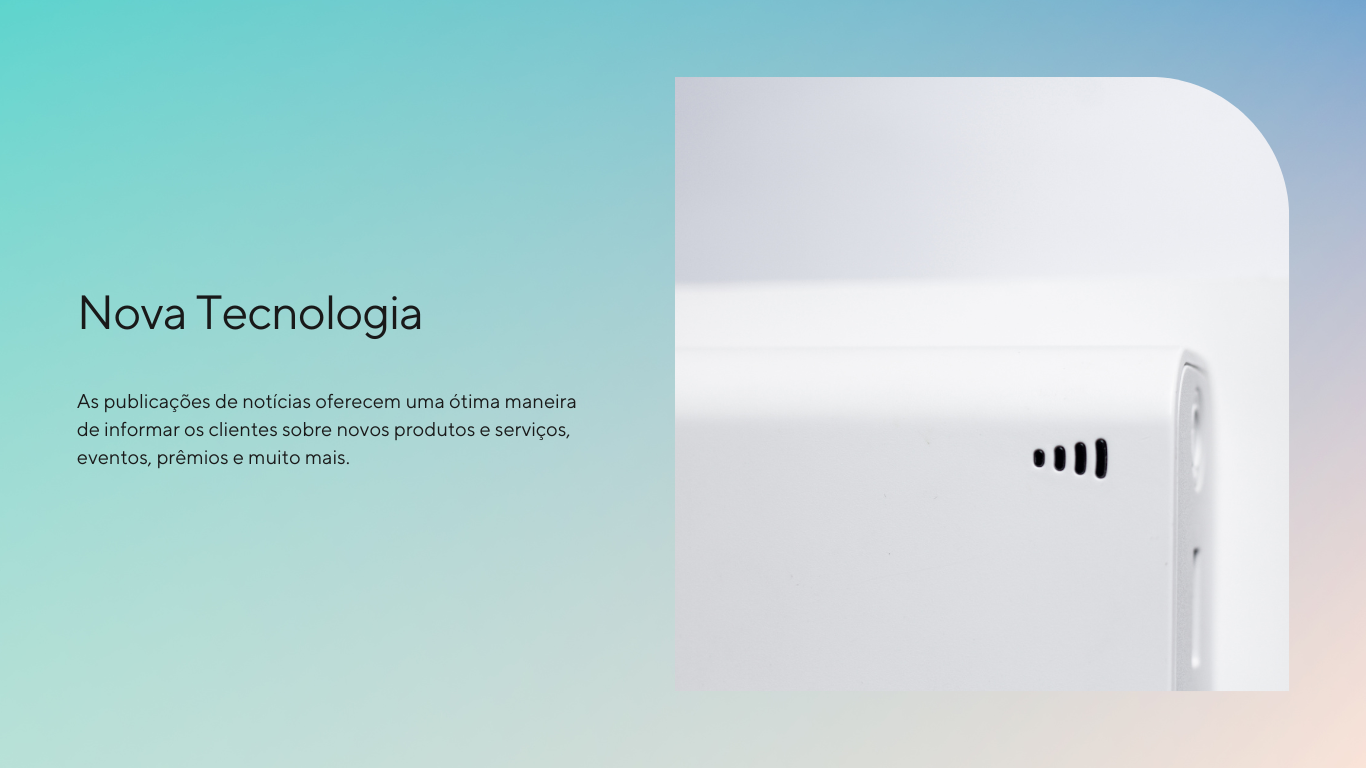 Nova Tecnologia
As publicações de notícias oferecem uma ótima maneira
de informar os clientes sobre novos produtos e serviços,
eventos, prêmios e muito mais.